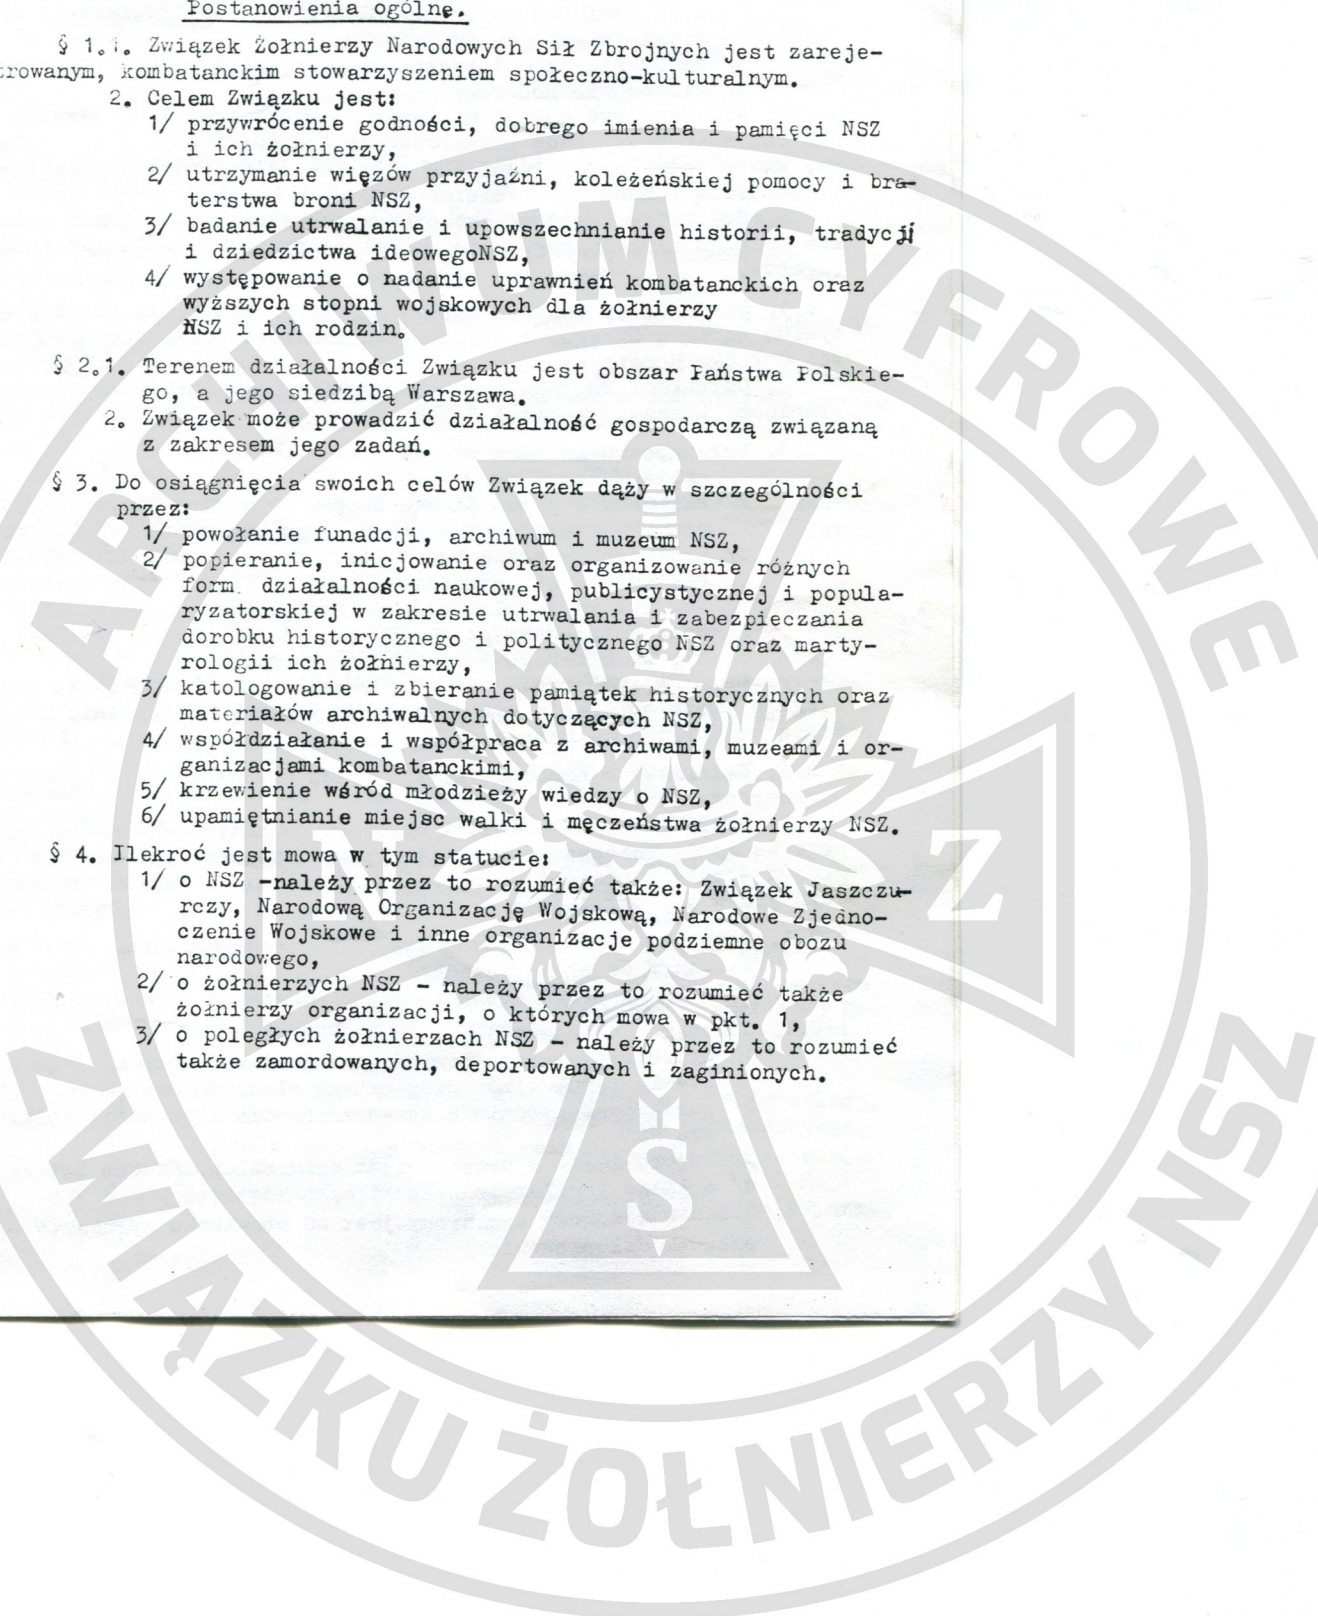 Postanowienia ogólne.
§ 1.1. Związek Żołnierzy Narodowych Sił Zbrojnych jest zareje-
trowanym, kombatanckim stowarzyszeniem społeczno-kulturalnym.
2. Celem Związku jest:
1/ przywrócenie godności, dobrego imienia i pamięci NSZ
i ich żołnierzy,
2/ utrzymanie więzów przyjaźni, koleżeńskiej pomocy i bra-
terstwa broni NSZ,
3/ badanie utrwalanie i upowszechnianie historii, tradycji
i dziedzictwa ideowegoNSZ,
4/ występowanie o nadanie uprawnień kombatanckich oraz
wyższych stopni wojskowych dla żołnierzy
NSZ i ich rodzin.
§ 2.1. Terenem działalności Związku jest obszar Państwa Polskie-
go, a jego siedzibą Warszawa.
2. Związek może prowadzić działalność gospodarczą związaną
z zakresem jego zadań.
§ 3. Do osiągnięcia swoich celów Związek dąży w szczególności
przez:
1/ powołanie funadcji, archiwum i muzeum NSZ,
2/ popieranie, inicjowanie oraz organizowanie różnych
form działalności naukowej, publicystycznej i popula-
ryzatorskiej w zakresie utrwalania i zabezpieczania
dorobku historycznego i politycznego NSZ oraz marty-
rologii ich żołnierzy,
3/ katologowanie i zbieranie pamiątek historycznych oraz
materiałów archiwalnych dotyczących NSZ,
4/ współdziałanie i współpraca z archiwami, muzeami i or-
ganizacjami kombatanckimi,
5/ krzewienie wśród młodzieży wiedzy o NSZ,
6/ upamiętnianie miejsc walki i męczeństwa żołnierzy NSZ.
§ 4. Ilekroć jest mowa w tym statucie:
1/ o NSZ -należy przez to rozumieć także: Związek Jaszczu-
rczy, Narodową Organizację Wojskową, Narodowe Zjedno-
czenie Wojskowe i inne organizacje podziemne obozu
narodowego,
2/ o żołnierzych NSZ - należy przez to rozumieć także
żołnierzy organizacji, o których mowa w pkt. 1,
3/ o poległych żołnierzach NSZ - należy przez to rozumieć
także zamordowanych, deportowanych i zaginionych.
ARCHIWUM CYFROWE
ZWIĄZKU ŻOŁNIERZY NSZ
N
Z
S